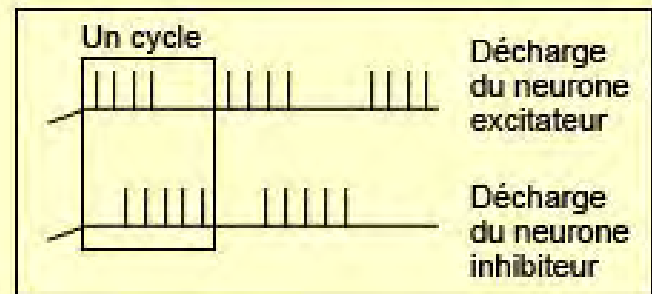 Un cycle
Décharge
du neurone
excitateur
Décharge
du neurone
inhibiteur